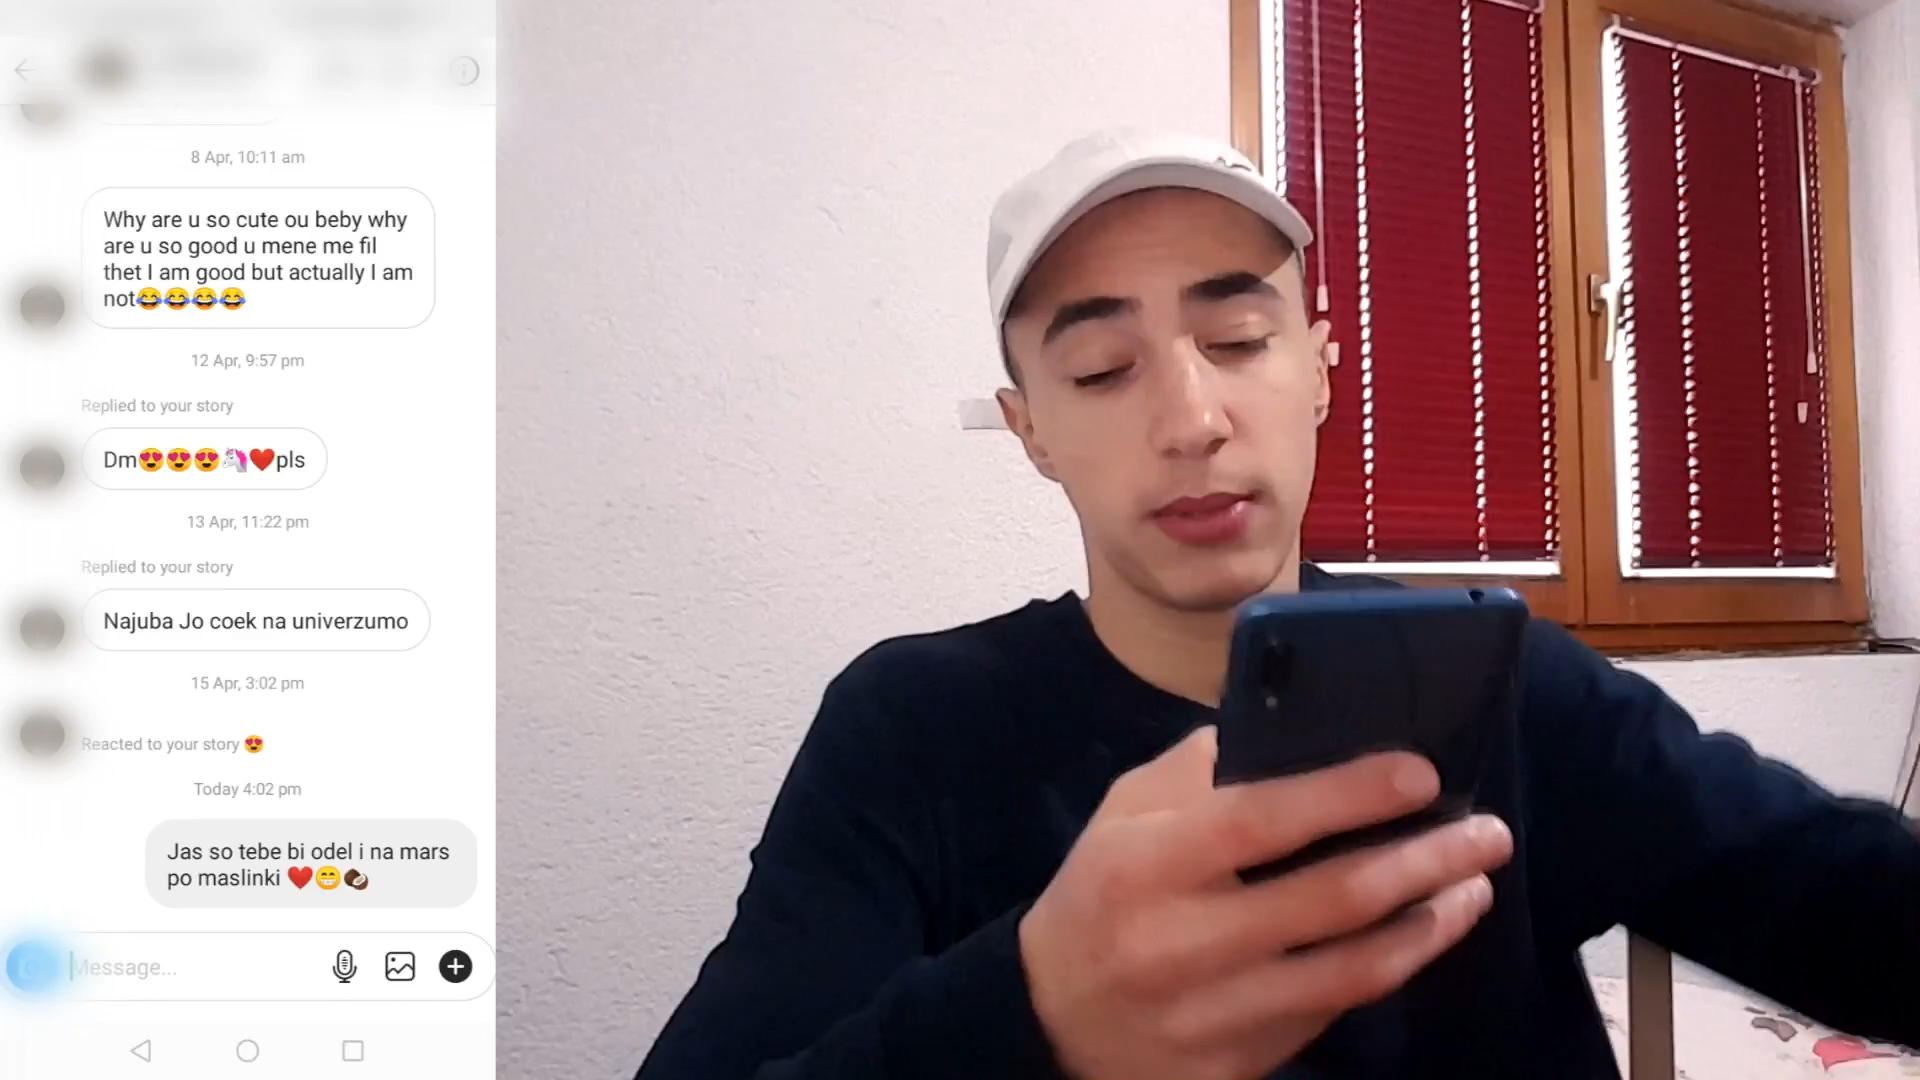 8 Apr, 10:11 am
Why are u so cute ou beby why
are u so good u mene me fil
thet I am good but actually I am
not😂😂😂😂
12 Apr, 9:57 pm
Replied to your story
Dm😍😍😍🦄❤️pls
13 Apr, 11:22 pm
Replied to your story
Najuba Jo coek na univerzumo
15 Apr, 3:02 pm
Reacted to your story 😍
Today 4:02 pm
Jas so tebe bi odel i na mars
po maslinki ❤️😁🥥
Message...